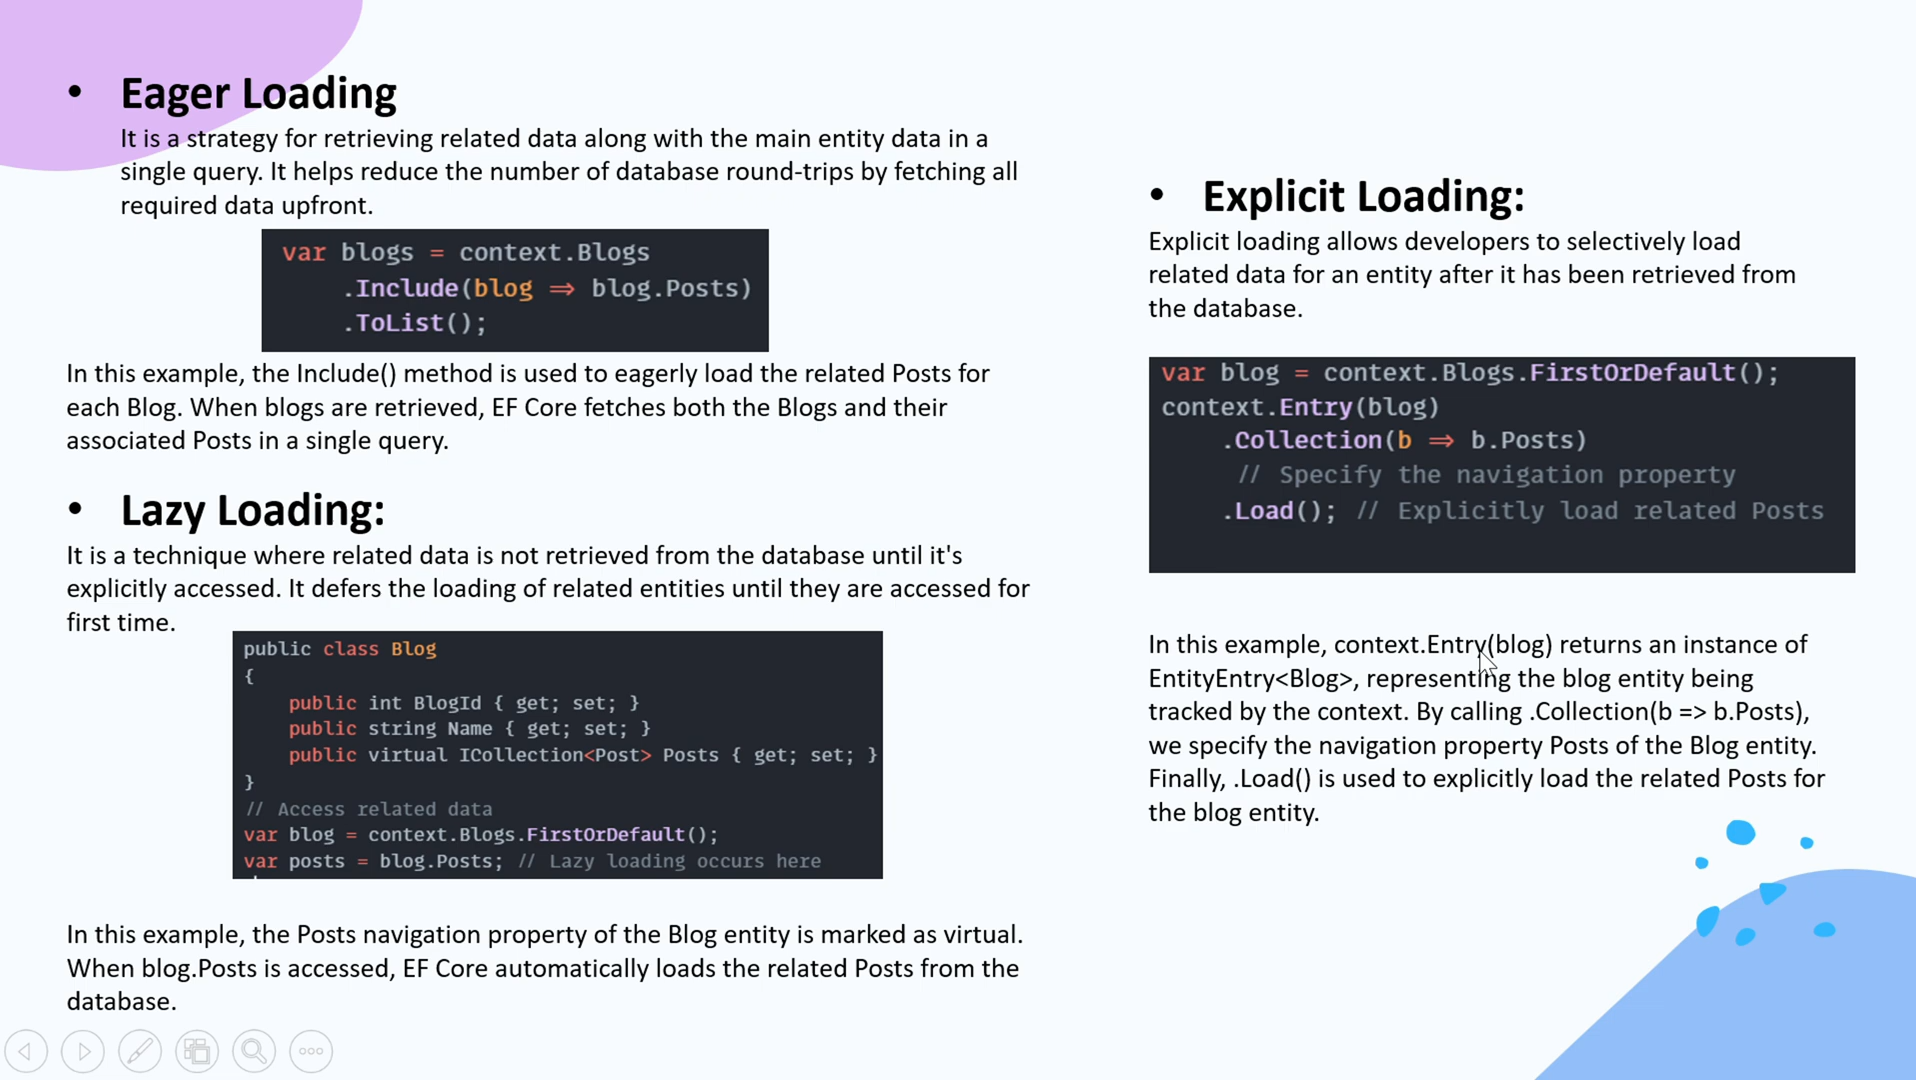 • Eager Loading
It is a strategy for retrieving related data along with the main entity data in a
single query. It helps reduce the number of database round-trips by fetching all
required data upfront.
var blogs = context.Blogs
    .Include(blog => blog.Posts)
    .ToList();
In this example, the Include() method is used to eagerly load the related Posts for
each Blog. When blogs are retrieved, EF Core fetches both the Blogs and their
associated Posts in a single query.
• Lazy Loading:
It is a technique where related data is not retrieved from the database until it's
explicitly accessed. It defers the loading of related entities until they are accessed for
first time.
public class Blog
{
    public int BlogId { get; set; }
    public string Name { get; set; }
    public virtual ICollection<Post> Posts { get; set; }
}
// Access related data
var blog = context.Blogs.FirstOrDefault();
var posts = blog.Posts; // Lazy loading occurs here
In this example, the Posts navigation property of the Blog entity is marked as virtual.
When blog.Posts is accessed, EF Core automatically loads the related Posts from the
database.
• Explicit Loading:
Explicit loading allows developers to selectively load
related data for an entity after it has been retrieved from
the database.
var blog = context.Blogs.FirstOrDefault();
context.Entry(blog)
    .Collection(b => b.Posts)
    // Specify the navigation property
    .Load(); // Explicitly load related Posts
In this example, context.Entry(blog) returns an instance of
EntityEntry<Blog>, representing the blog entity being
tracked by the context. By calling .Collection(b => b.Posts),
we specify the navigation property Posts of the Blog entity.
Finally, .Load() is used to explicitly load the related Posts for
the blog entity.